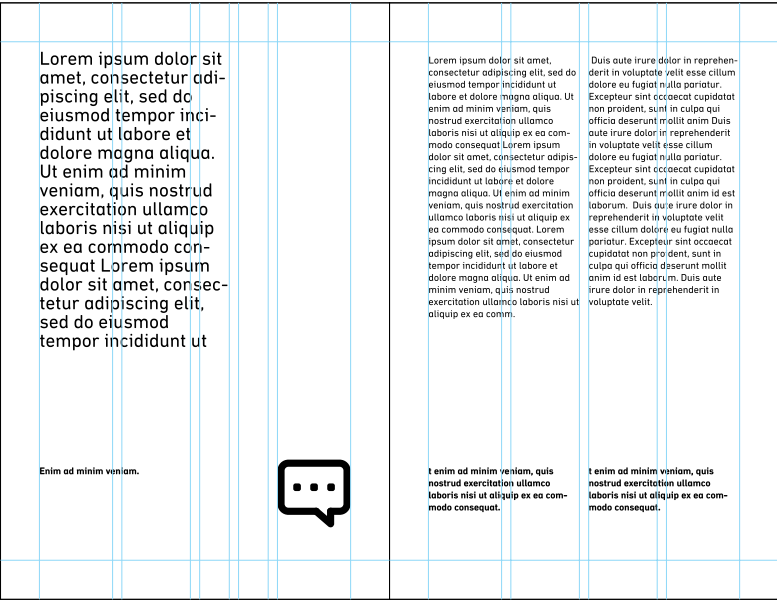 Lorem ipsum dolor sit
amet, consectetur adi-
piscing elit, sed do
eiusmod tempor inci-
didunt ut labore et
dolore magna aliqua.
Ut enim ad minim
veniam, quis nostrud
exercitation ullamco
laboris nisi ut aliquip
ex ea commodo con-
sequat Lorem ipsum
dolor sit amet, consec-
tetur adipiscing elit,
sed do eiusmod
tempor incididunt ut
Enim ad minim veniam.
Lorem ipsum dolor sit amet,
consectetur adipiscing elit, sed do
eiusmod tempor incididunt ut
labore et dolore magna aliqua. Ut
enim ad minim veniam, quis
nostrud exercitation ullamco
laboris nisi ut aliquip ex ea com-
modo consequat Lorem ipsum
dolor sit amet, consectetur adipis-
cing elit, sed do eiusmod tempor
incididunt ut labore et dolore
magna aliqua. Ut enim ad minim
veniam, quis nostrud exercitation
ullamco laboris nisi ut aliquip ex
ea commodo consequat. Lorem
ipsum dolor sit amet, consectetur
adipiscing elit, sed do eiusmod
tempor incididunt ut labore et
dolore magna aliqua. Ut enim ad
minim veniam, quis nostrud
exercitation ullamco laboris nisi ut
aliquip ex ea comm.
Duis aute irure dolor in reprehen-
derit in voluptate velit esse cillum
dolore eu fugiat nulla pariatur.
Excepteur sint occaecat cupidatat
non proident, sunt in culpa qui
officia deserunt mollit anim Duis
aute irure dolor in reprehenderit
in voluptate velit esse cillum
dolore eu fugiat nulla pariatur.
Excepteur sint occaecat cupidatat
non proident, sunt in culpa qui
officia deserunt mollit anim id est
laborum. Duis aute irure dolor in
reprehenderit in voluptate velit
esse cillum dolore eu fugiat nulla
pariatur. Excepteur sint occaecat
cupidatat non proident, sunt in
culpa qui officia deserunt mollit
anim id est laborum. Duis aute
irure dolor in reprehenderit in
voluptate velit.
t enim ad minim veniam, quis
nostrud exercitation ullamco
laboris nisi ut aliquip ex ea com-
modo consequat.
t enim ad minim veniam, quis
nostrud exercitation ullamco
laboris nisi ut aliquip ex ea com-
modo consequat.